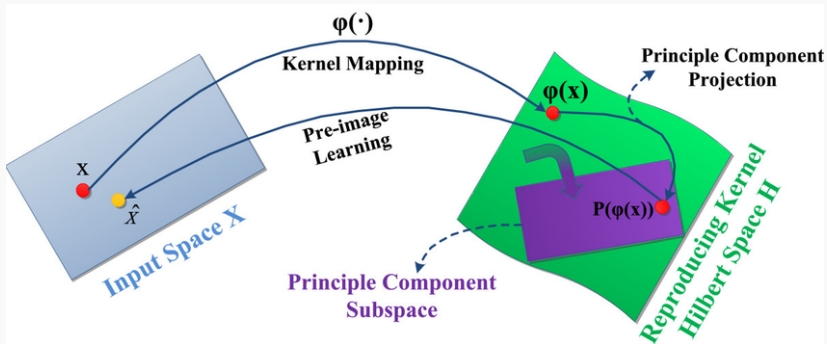 φ(·)
Kernel Mapping
Principle Component
Projection
φ(x)
Pre-image
Learning
x
X̂
P(φ(x))
Input Space X
Principle Component
Subspace
Reproducing Kernel
Hilbert Space H